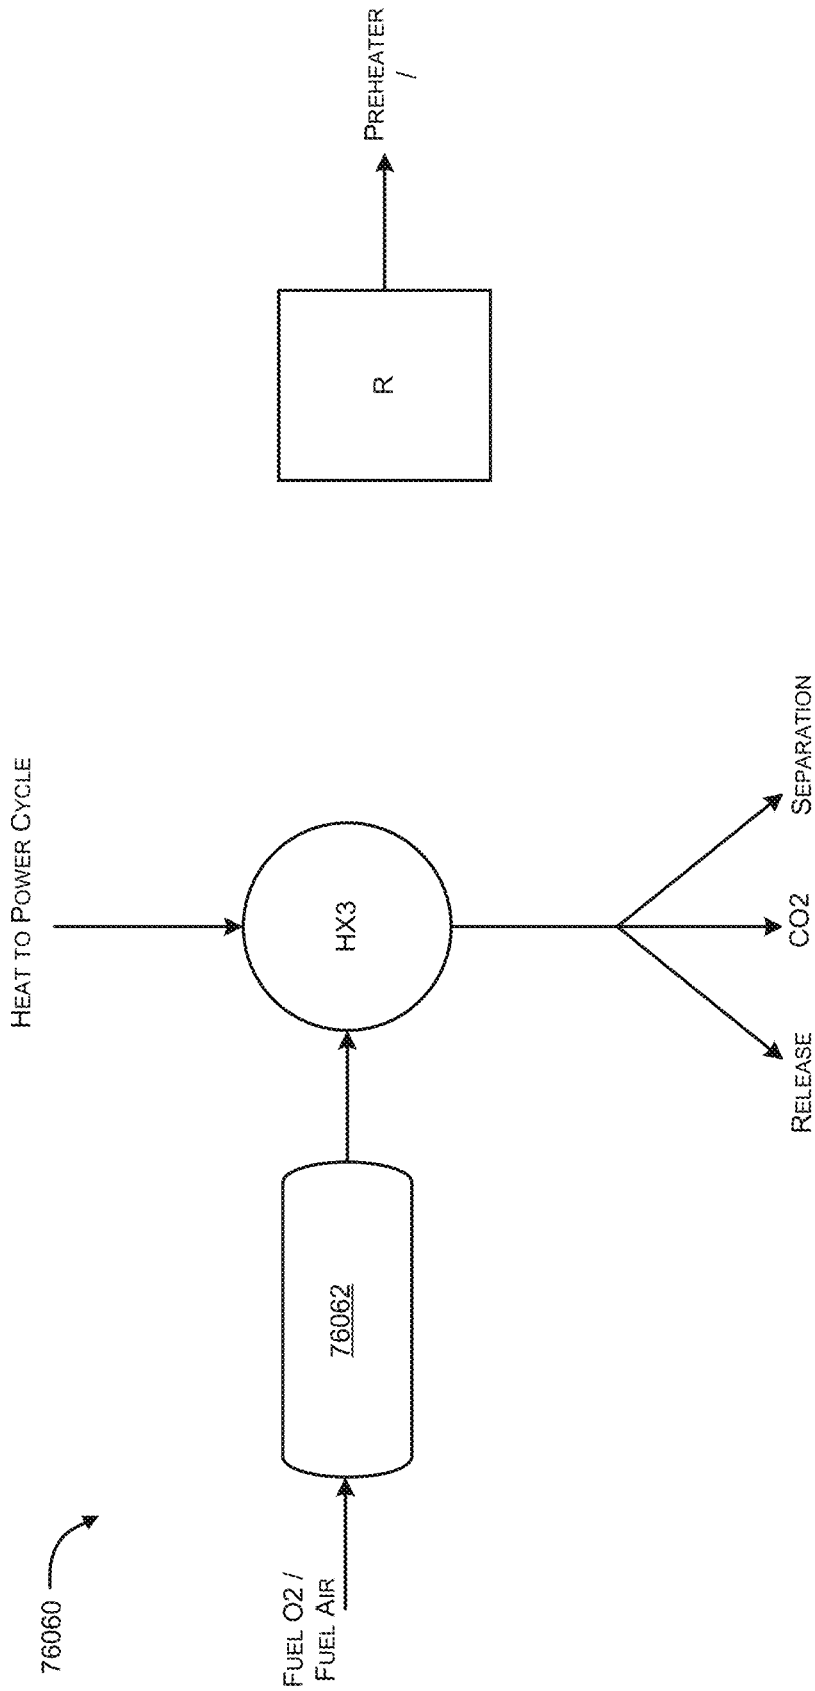 76060
HEAT TO POWER CYCLE
FUEL O2 /
FUEL AIR
76062
HX3
R
PREHEATER
/
RELEASE
CO2
SEPARATION